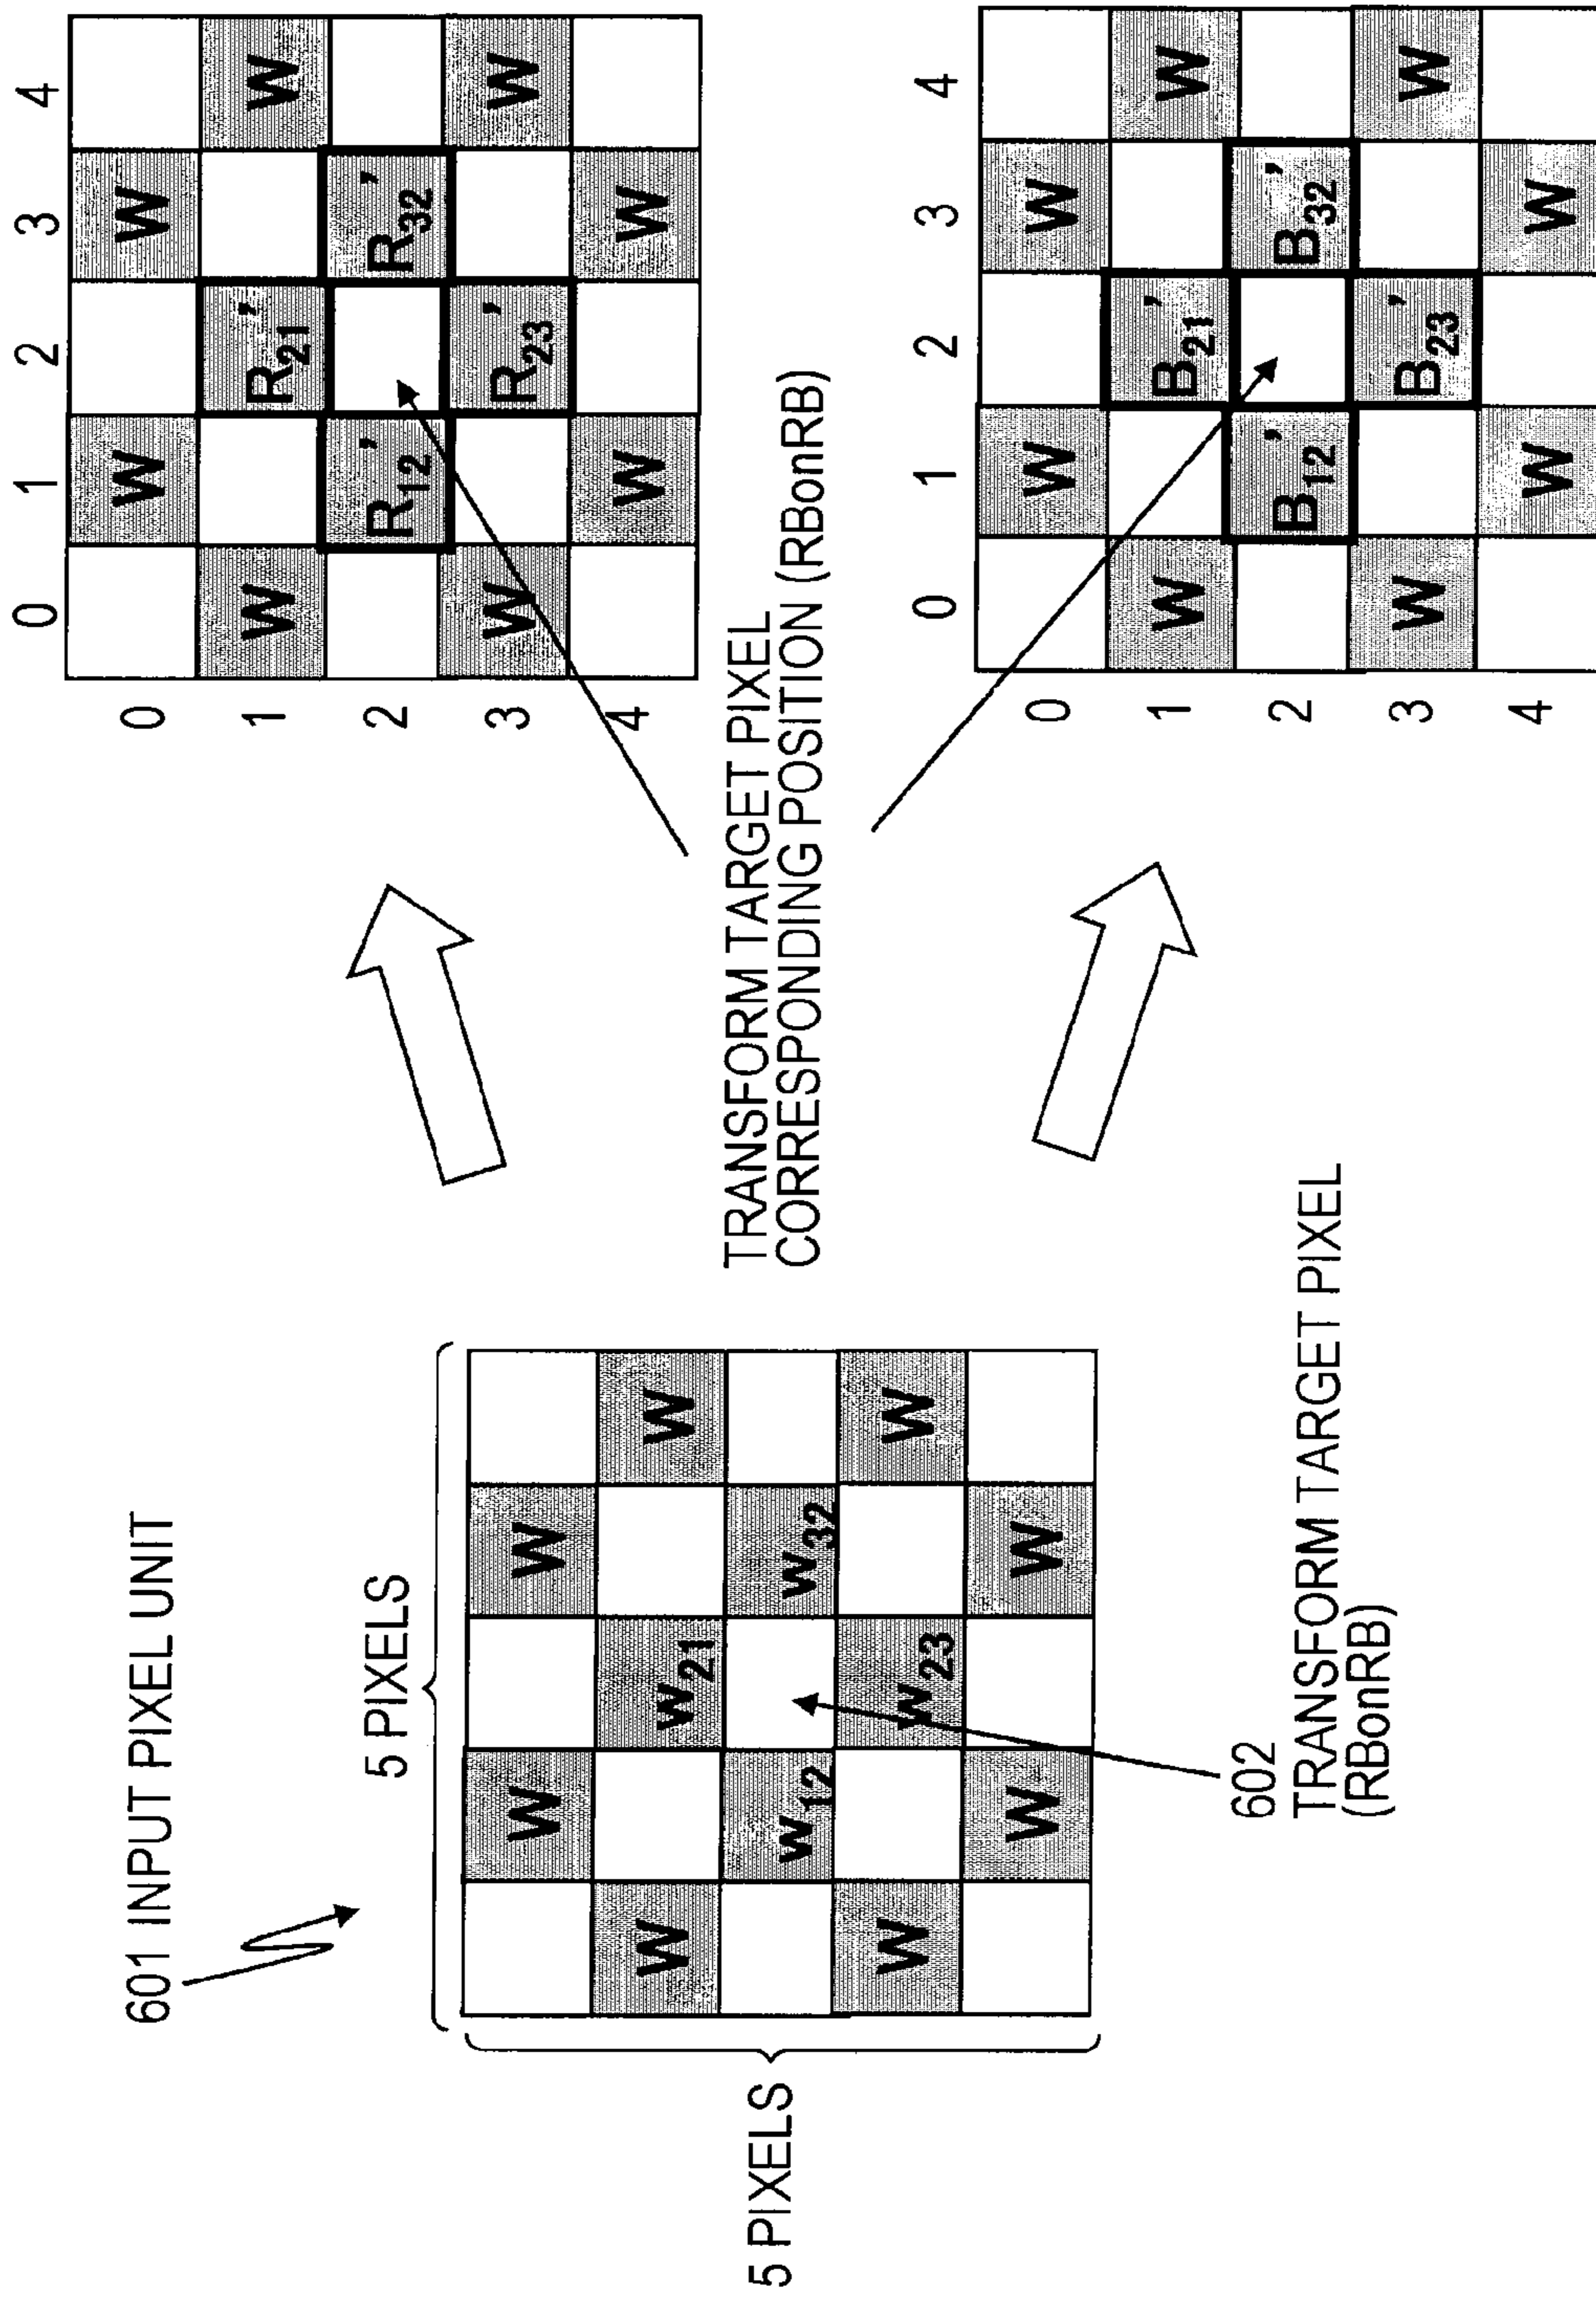 601 INPUT PIXEL UNIT
5 PIXELS
5 PIXELS
W W
W w21 W
w12 w32
W w23 W
W W
602
TRANSFORM TARGET PIXEL
(RBonRB)
0 1 2 3 4
0 W W
1 W R21' W
2 R12' R32'
3 W R23' W
4 W W
TRANSFORM TARGET PIXEL
CORRESPONDING POSITION (RBonRB)
0 1 2 3 4
0 W W
1 W B21' W
2 B12' B32'
3 W B23' W
4 W W